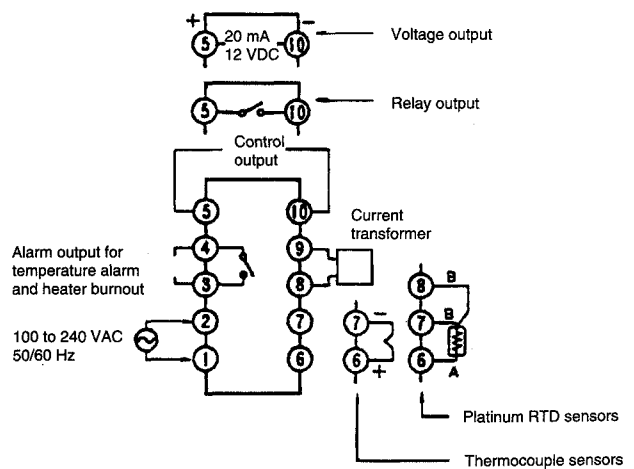 + −
5 20 mA 10
12 VDC
Voltage output
5 10
Relay output
Control
output
5 10
Current
transformer
4 9
3 8
Alarm output for
temperature alarm
and heater burnout
2 7
1 6
100 to 240 VAC
50/60 Hz
7 −
6 +
8 B
7 B
6 A
Platinum RTD sensors
Thermocouple sensors